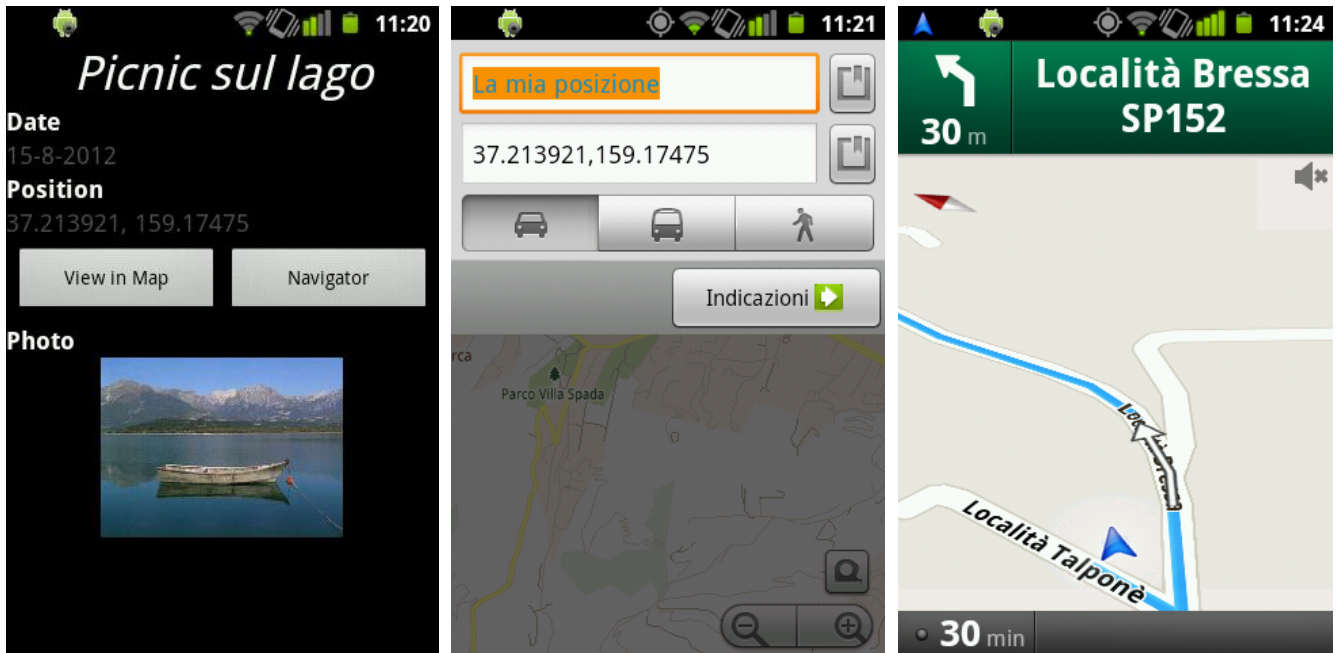 11:20
Picnic sul lago
Date
15-8-2012
Position
37.213921, 159.17475
View in Map
Navigator
Photo
11:21
La mia posizione
37.213921,159.17475
Indicazioni
rca
Parco Villa Spada
11:24
30 m
Località Bressa
SP152
Località Talponè
30 min